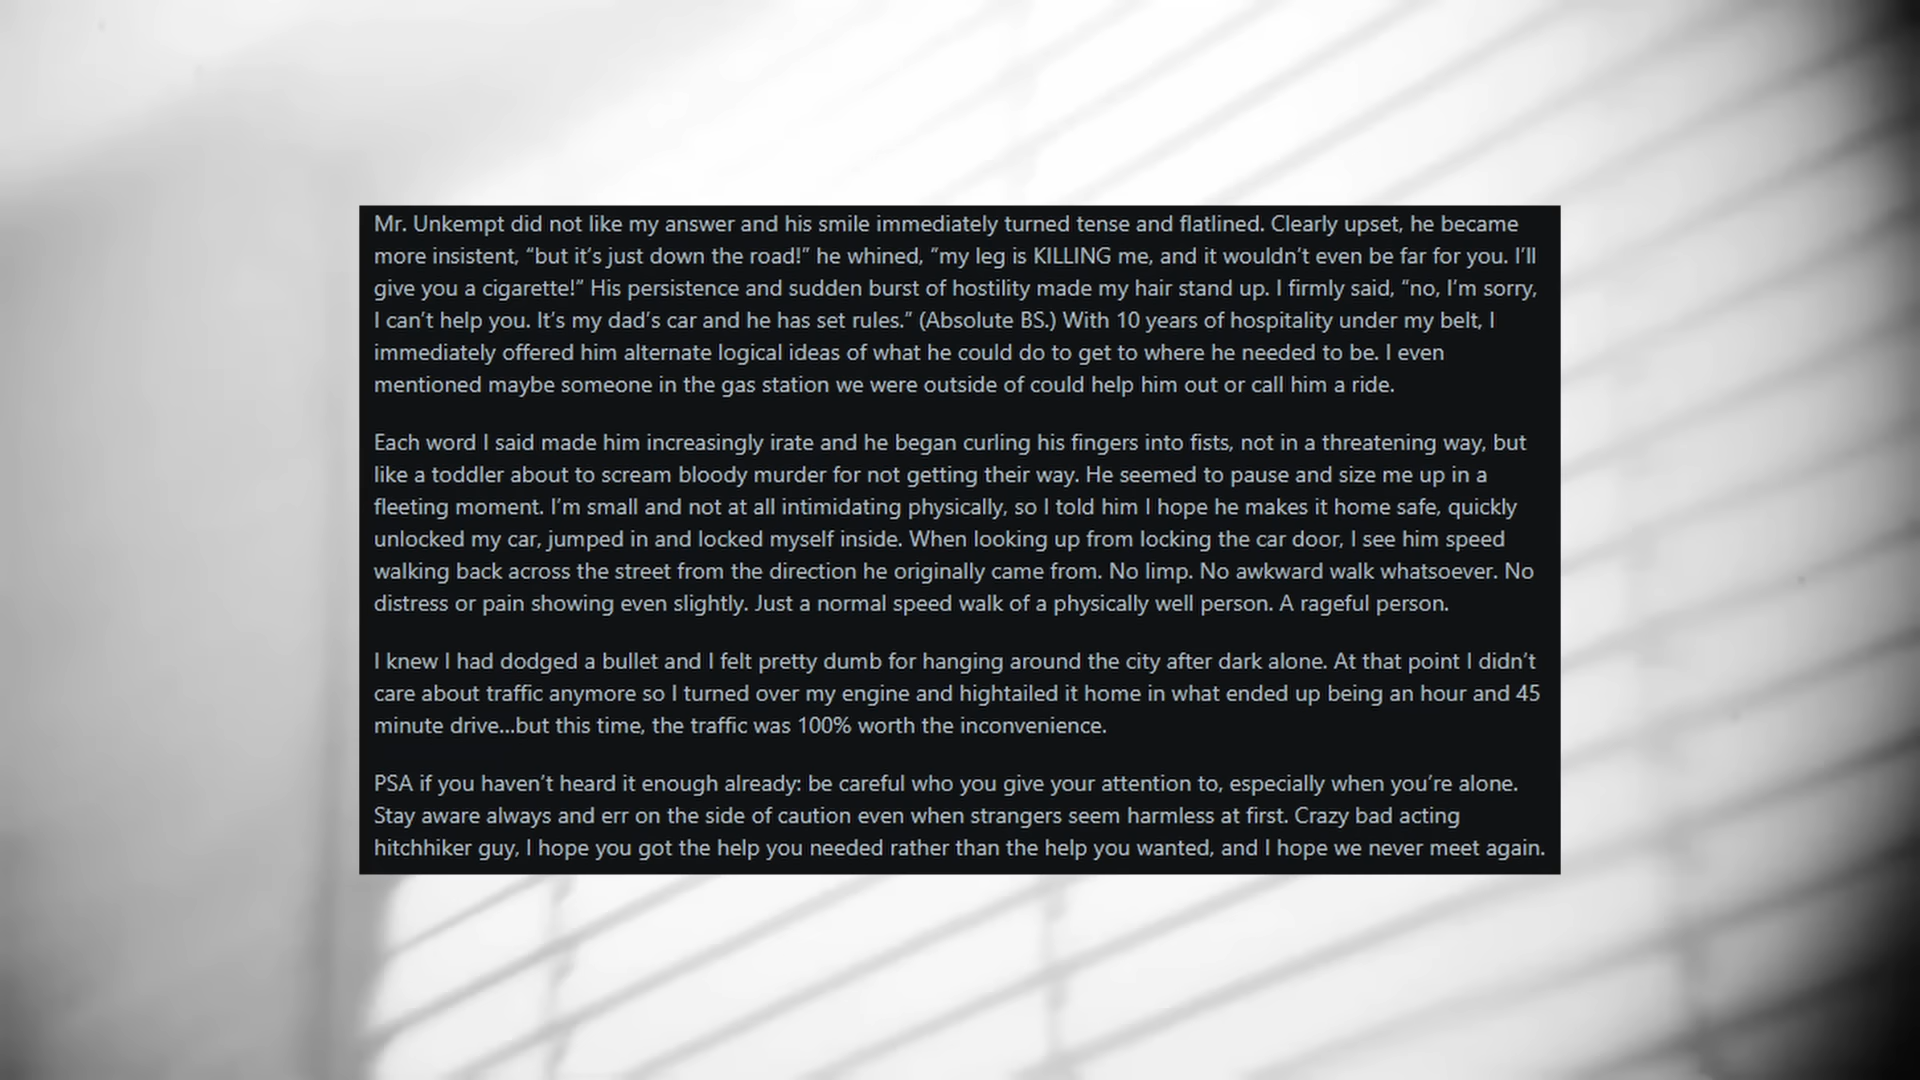 Mr. Unkempt did not like my answer and his smile immediately turned tense and flatlined. Clearly upset, he became
more insistent, “but it’s just down the road!” he whined, “my leg is KILLING me, and it wouldn’t even be far for you. I’ll
give you a cigarette!” His persistence and sudden burst of hostility made my hair stand up. I firmly said, “no, I’m sorry,
I can’t help you. It’s my dad’s car and he has set rules.” (Absolute BS.) With 10 years of hospitality under my belt, I
immediately offered him alternate logical ideas of what he could do to get to where he needed to be. I even
mentioned maybe someone in the gas station we were outside of could help him out or call him a ride.
Each word I said made him increasingly irate and he began curling his fingers into fists, not in a threatening way, but
like a toddler about to scream bloody murder for not getting their way. He seemed to pause and size me up in a
fleeting moment. I’m small and not at all intimidating physically, so I told him I hope he makes it home safe, quickly
unlocked my car, jumped in and locked myself inside. When looking up from locking the car door, I see him speed
walking back across the street from the direction he originally came from. No limp. No awkward walk whatsoever. No
distress or pain showing even slightly. Just a normal speed walk of a physically well person. A rageful person.
I knew I had dodged a bullet and I felt pretty dumb for hanging around the city after dark alone. At that point I didn’t
care about traffic anymore so I turned over my engine and hightailed it home in what ended up being an hour and 45
minute drive...but this time, the traffic was 100% worth the inconvenience.
PSA if you haven’t heard it enough already: be careful who you give your attention to, especially when you’re alone.
Stay aware always and err on the side of caution even when strangers seem harmless at first. Crazy bad acting
hitchhiker guy, I hope you got the help you needed rather than the help you wanted, and I hope we never meet again.